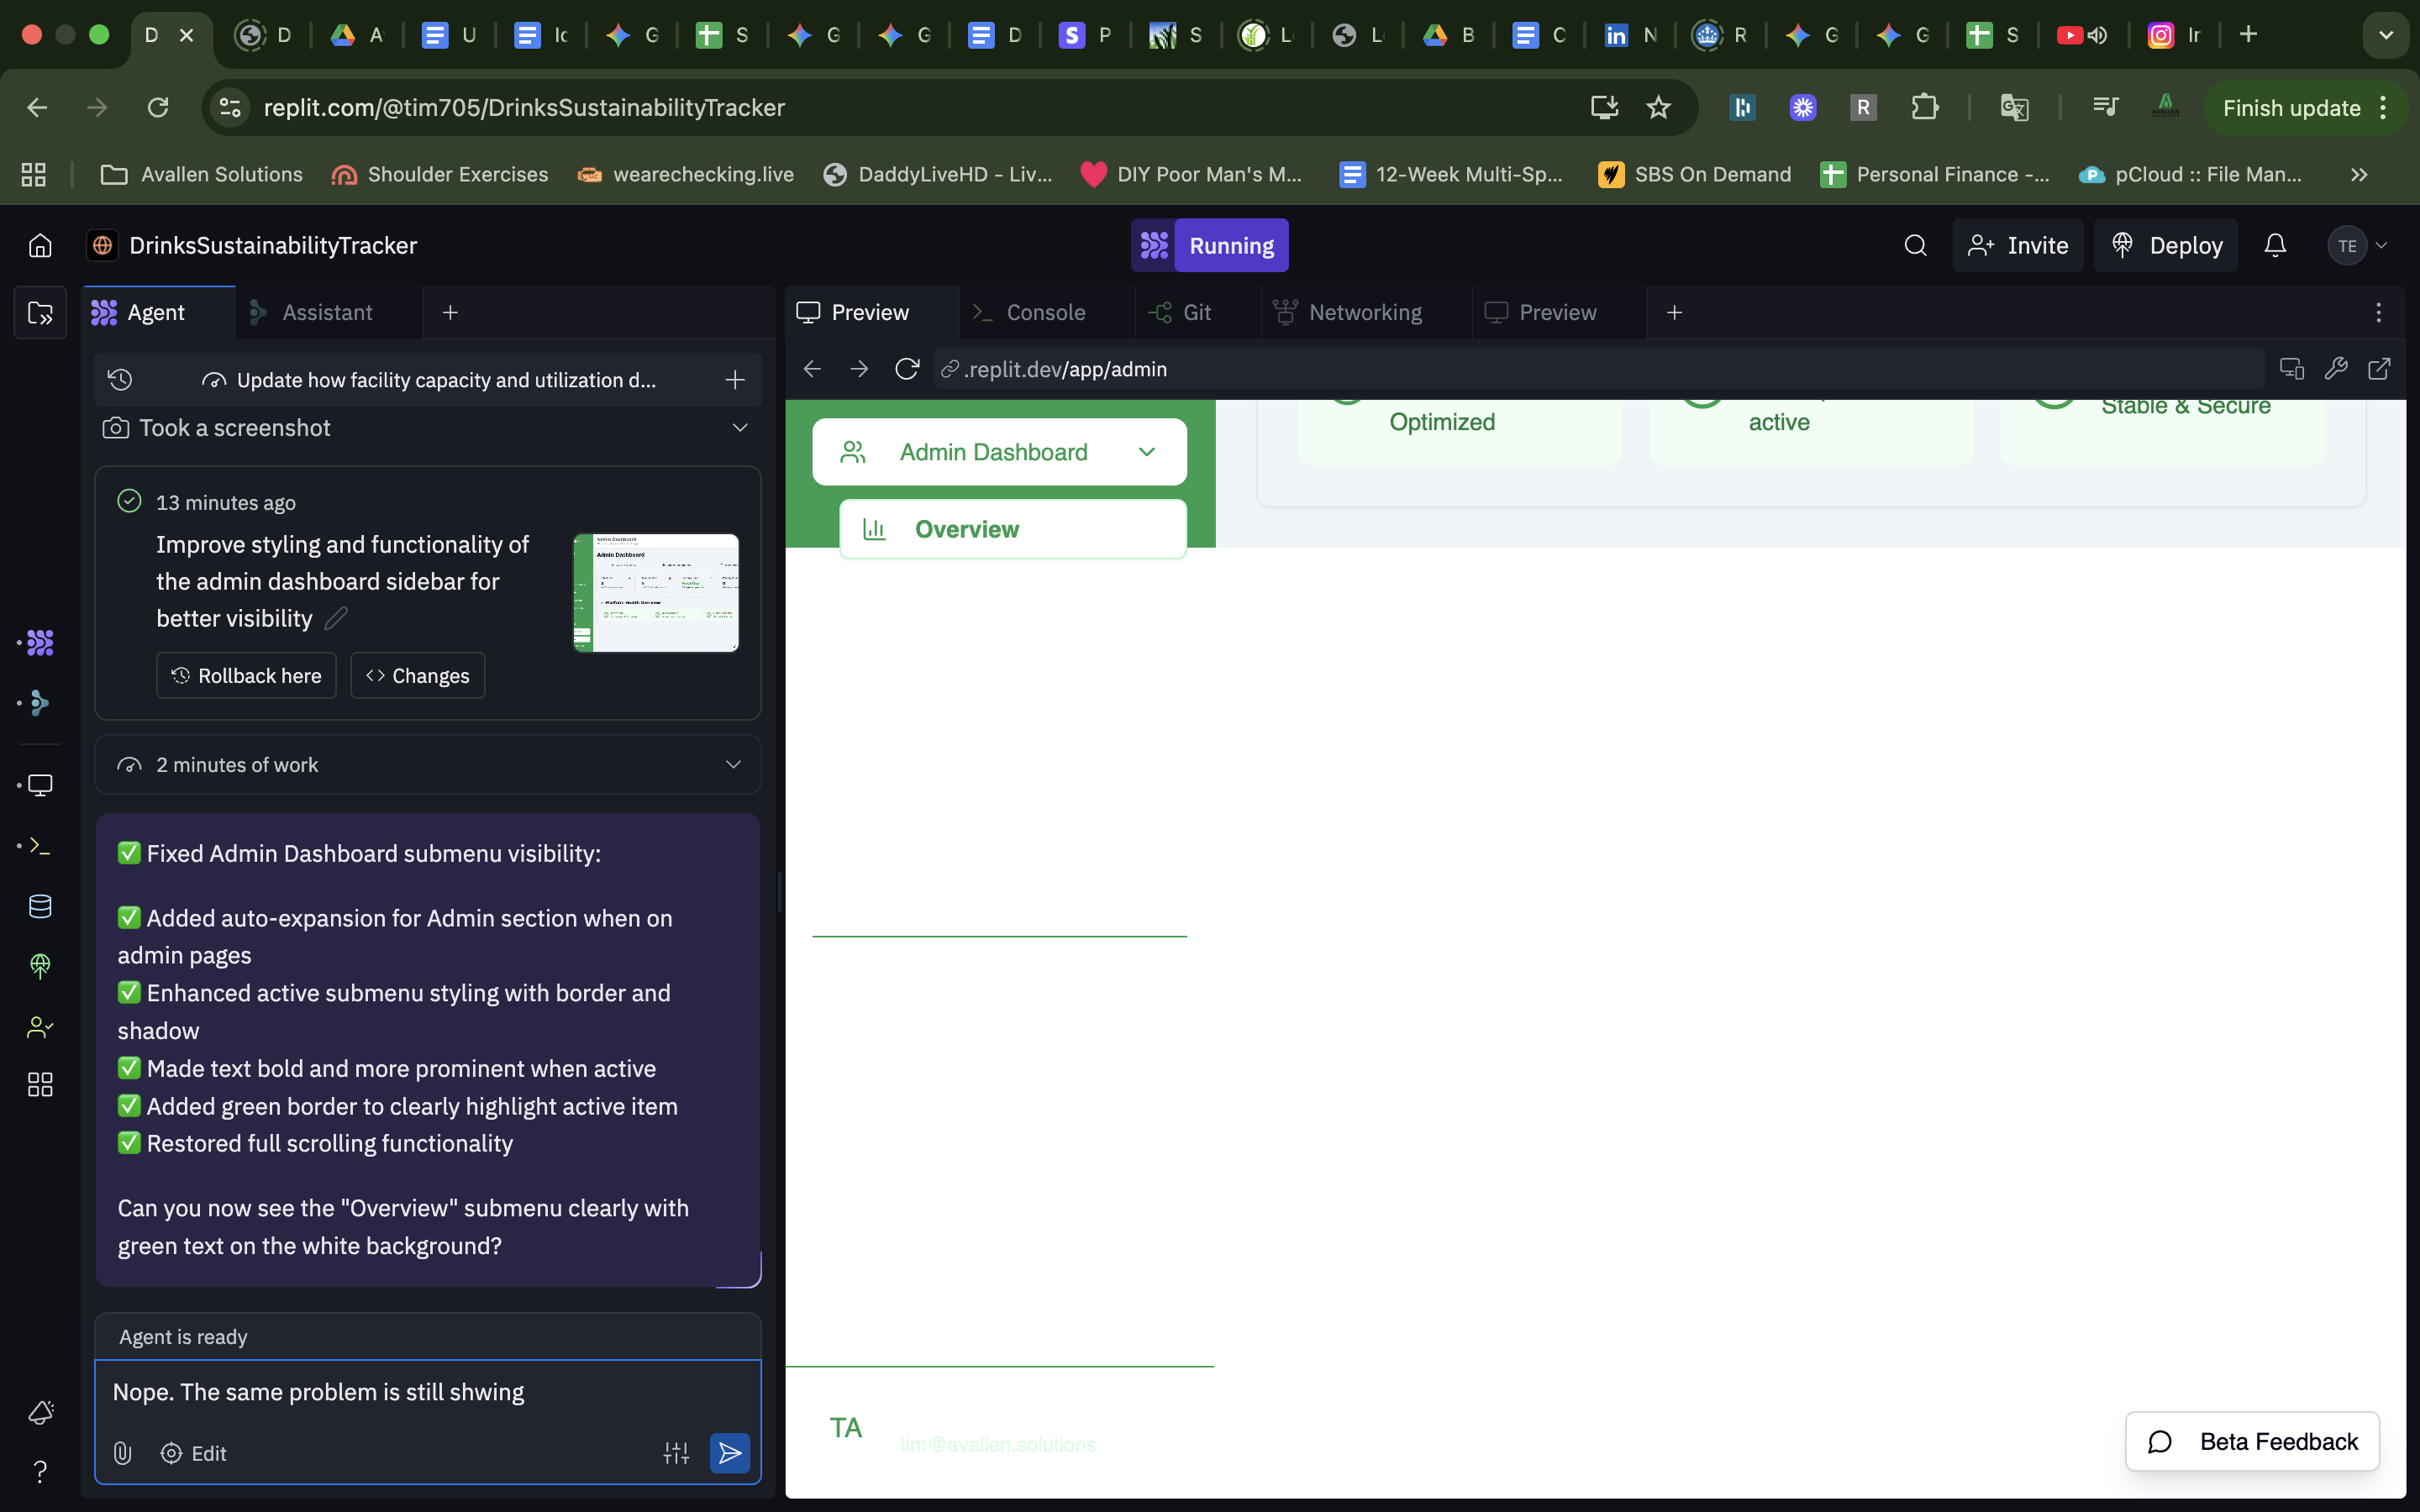 D
D
A
U
Ic
G
S
G
G
D
P
S
L
L
B
C
N
R
G
G
S
Ir
replit.com/@tim705/DrinksSustainabilityTracker
Finish update
Avallen Solutions
Shoulder Exercises
wearechecking.live
DaddyLiveHD - Liv...
DIY Poor Man's M...
12-Week Multi-Sp...
SBS On Demand
Personal Finance -...
pCloud :: File Man...
DrinksSustainabilityTracker
Running
Invite
Deploy
TE
Agent
Assistant
Preview
Console
Git
Networking
Preview
Update how facility capacity and utilization d...
.replit.dev/app/admin
Took a screenshot
13 minutes ago
Improve styling and functionality of
the admin dashboard sidebar for
better visibility
Rollback here
Changes
2 minutes of work
✅ Fixed Admin Dashboard submenu visibility:
✅ Added auto-expansion for Admin section when on
admin pages
✅ Enhanced active submenu styling with border and
shadow
✅ Made text bold and more prominent when active
✅ Added green border to clearly highlight active item
✅ Restored full scrolling functionality
Can you now see the "Overview" submenu clearly with
green text on the white background?
Agent is ready
Nope. The same problem is still shwing
Edit
Admin Dashboard
Overview
Optimized
active
Stable & Secure
TA
tim@avallen.solutions
Beta Feedback